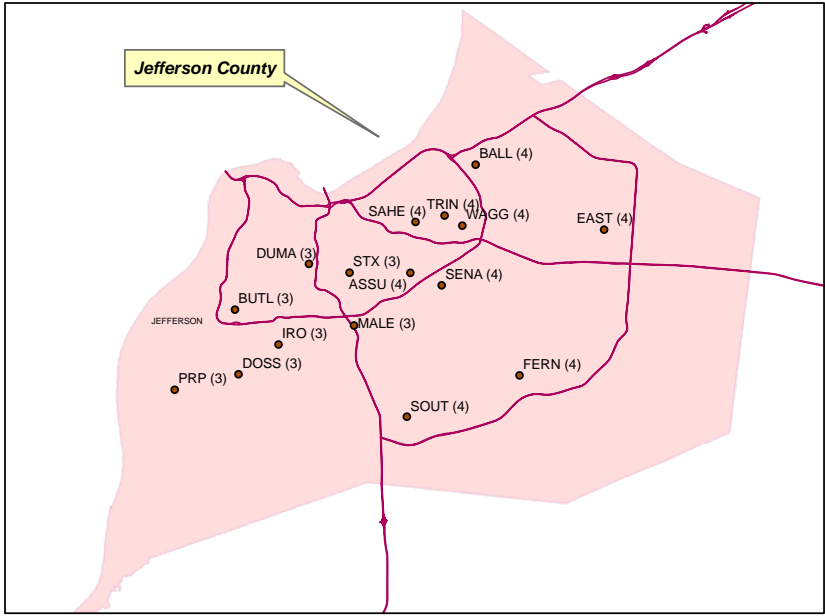 Jefferson County
BALL (4)
TRIN (4)
SAHE (4)
WAGG (4)
EAST (4)
DUMA (3)
STX (3)
ASSU (4)
SENA (4)
BUTL (3)
JEFFERSON
MALE (3)
IRO (3)
DOSS (3)
FERN (4)
PRP (3)
SOUT (4)